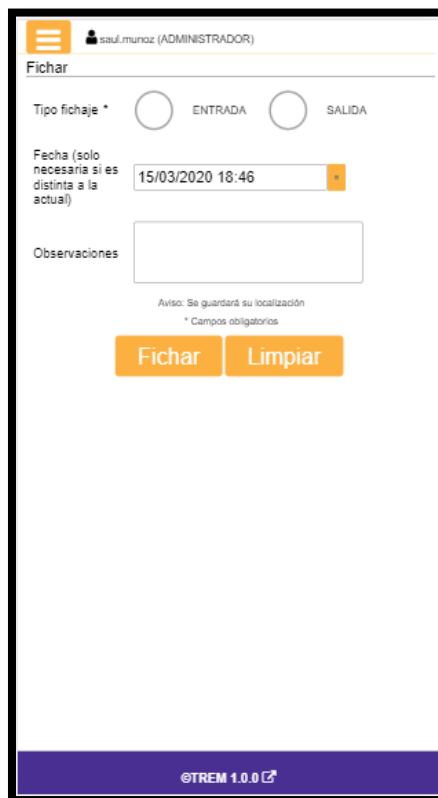 saul.munoz (ADMINISTRADOR)
Fichar
Tipo fichaje * ENTRADA SALIDA
Fecha (solo
necesaria si es
distinta a la
actual)
15/03/2020 18:46
Observaciones
Aviso: Se guardará su localización
* Campos obligatorios
Fichar Limpiar
©TREM 1.0.0